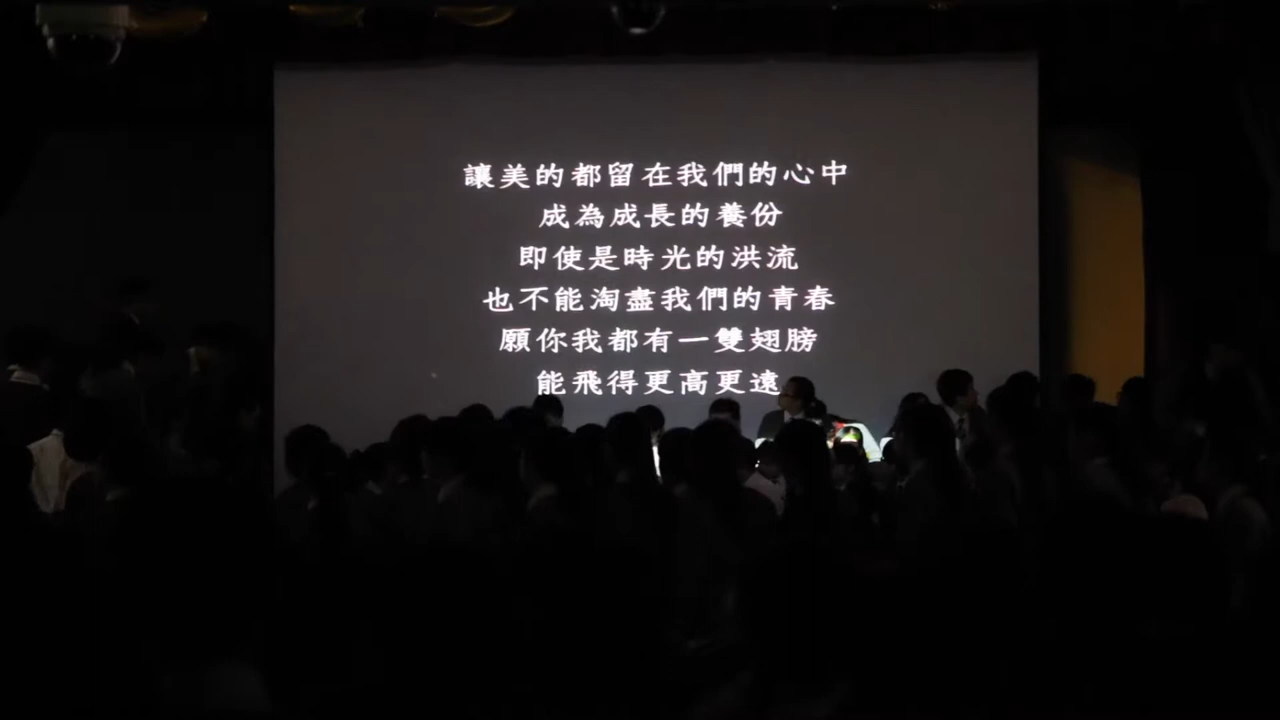 讓美的都留在我們的心中
成為成長的養份
即使是時光的洪流
也不能淘盡我們的青春
願你我都有一雙翅膀
能飛得更高更遠